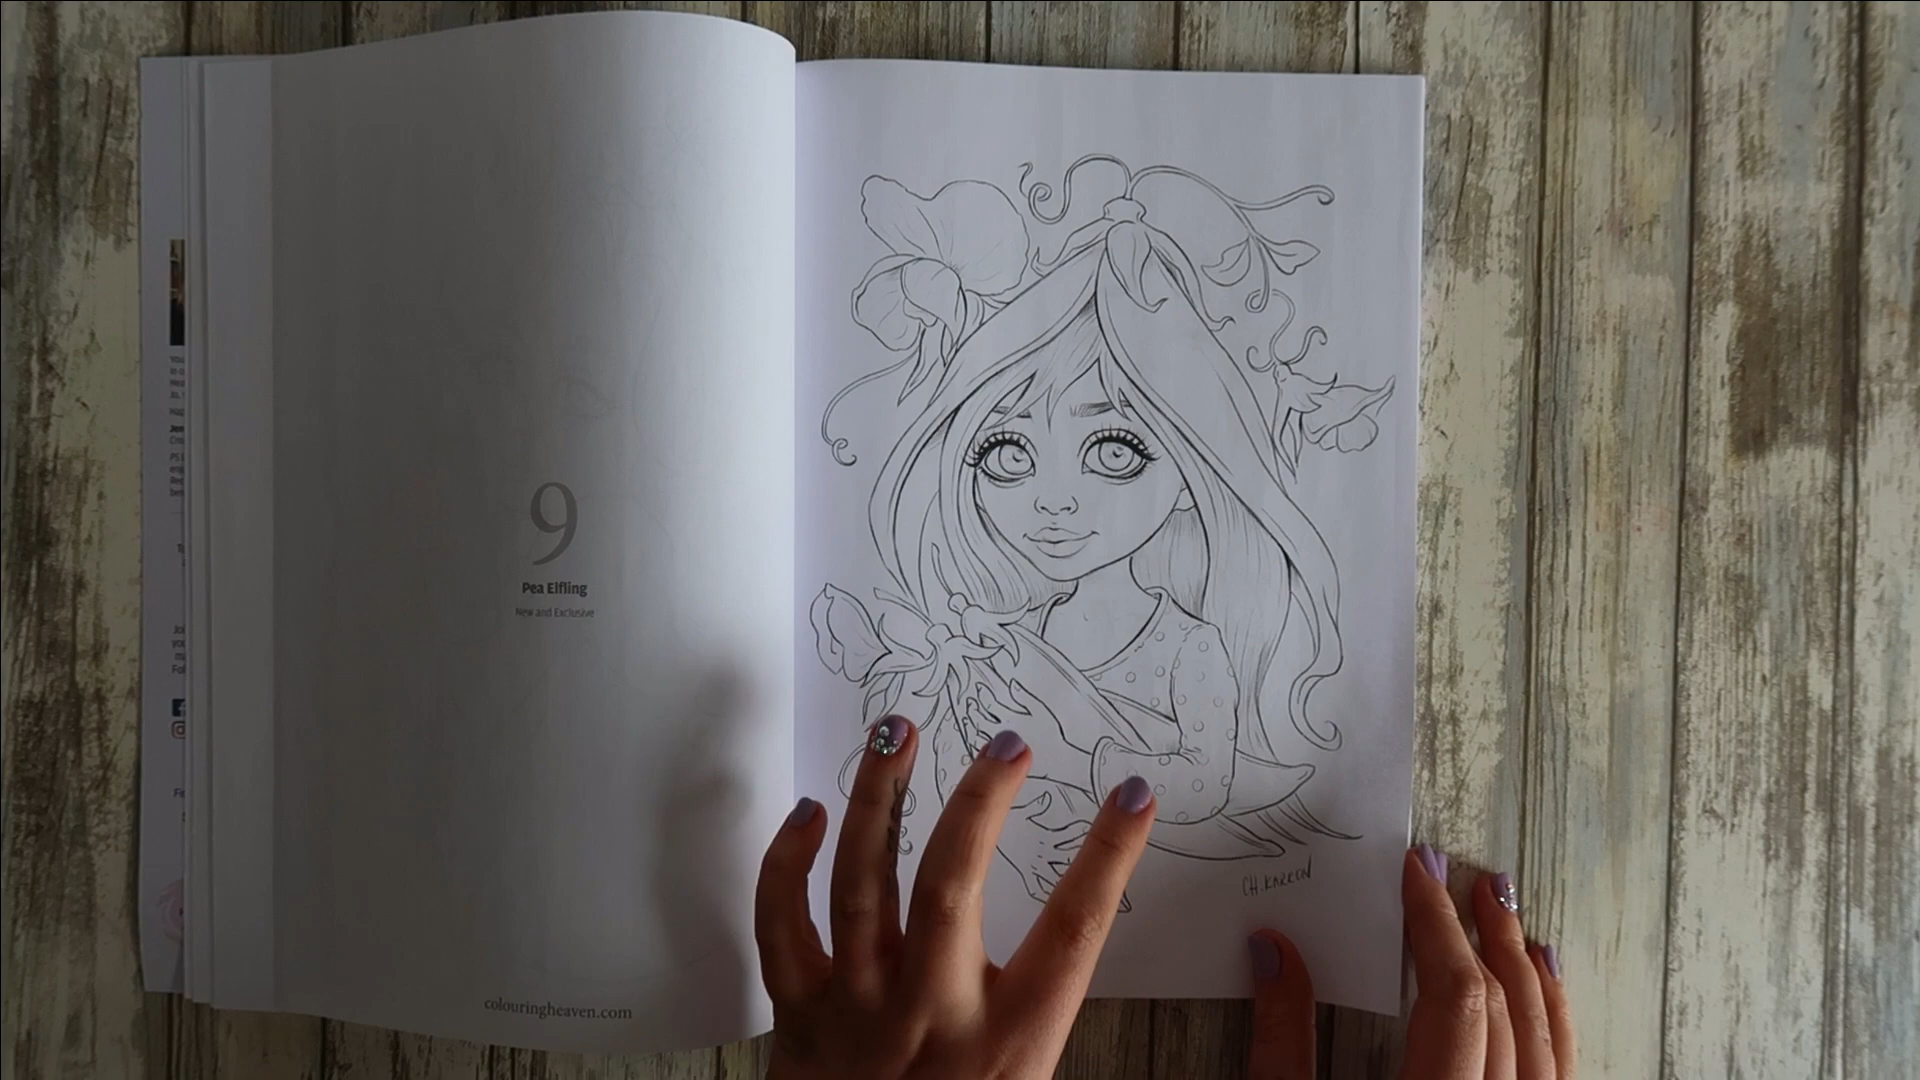 9
Pea Elfling
New and Exclusive
colouringheaven.com
CH.KARRON